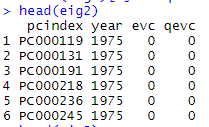 > head(eig2)
pcindex year evc qevc
1 PC000119 1975 0 0
2 PC000131 1975 0 0
3 PC000191 1975 0 0
4 PC000218 1975 0 0
5 PC000236 1975 0 0
6 PC000245 1975 0 0